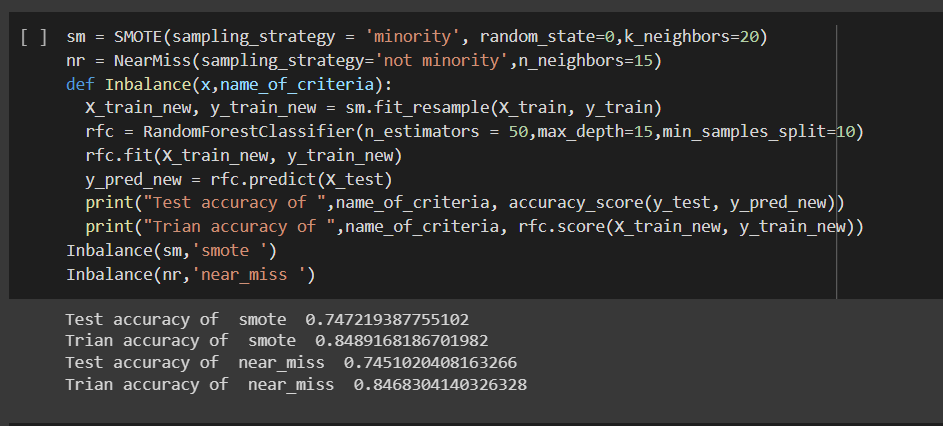 [ ] sm = SMOTE(sampling_strategy = 'minority', random_state=0,k_neighbors=20)
nr = NearMiss(sampling_strategy='not minority',n_neighbors=15)
def Inbalance(x,name_of_criteria):
  X_train_new, y_train_new = sm.fit_resample(X_train, y_train)
  rfc = RandomForestClassifier(n_estimators = 50,max_depth=15,min_samples_split=10)
  rfc.fit(X_train_new, y_train_new)
  y_pred_new = rfc.predict(X_test)
  print("Test accuracy of ",name_of_criteria, accuracy_score(y_test, y_pred_new))
  print("Trian accuracy of ",name_of_criteria, rfc.score(X_train_new, y_train_new))
Inbalance(sm,'smote ')
Inbalance(nr,'near_miss ')
Test accuracy of  smote  0.747219387755102
Trian accuracy of  smote  0.8489168186701982
Test accuracy of  near_miss  0.7451020408163266
Trian accuracy of  near_miss  0.8468304140326328